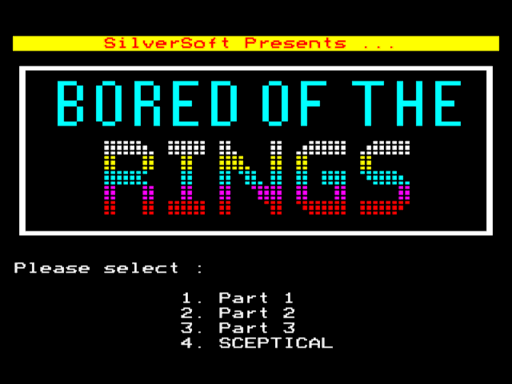 SilverSoft Presents ...
BORED OF THE
RINGS
Please select :
1. Part 1
2. Part 2
3. Part 3
4. SCEPTICAL